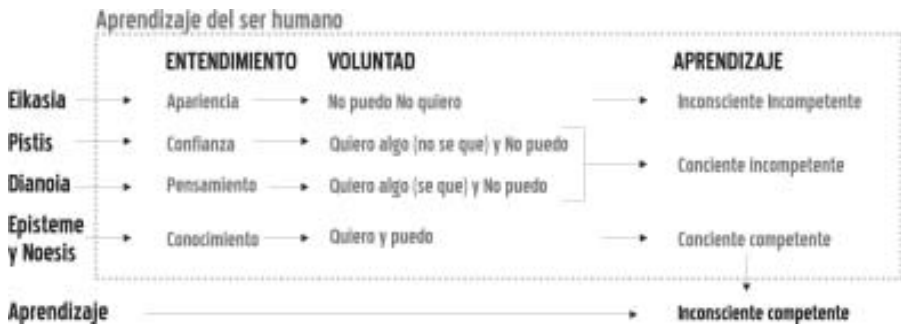 Aprendizaje del ser humano
ENTENDIMIENTO VOLUNTAD APRENDIZAJE
Eikasia Apariencia No puedo No quiero Inconsciente Incompetente
Pistis Confianza Quiero algo (no se que) y No puedo
Conciente incompetente
Dianoia Pensamiento Quiero algo (se que) y No puedo
Episteme
y Noesis Conocimiento Quiero y puedo Conciente competente
Aprendizaje Inconsciente competente